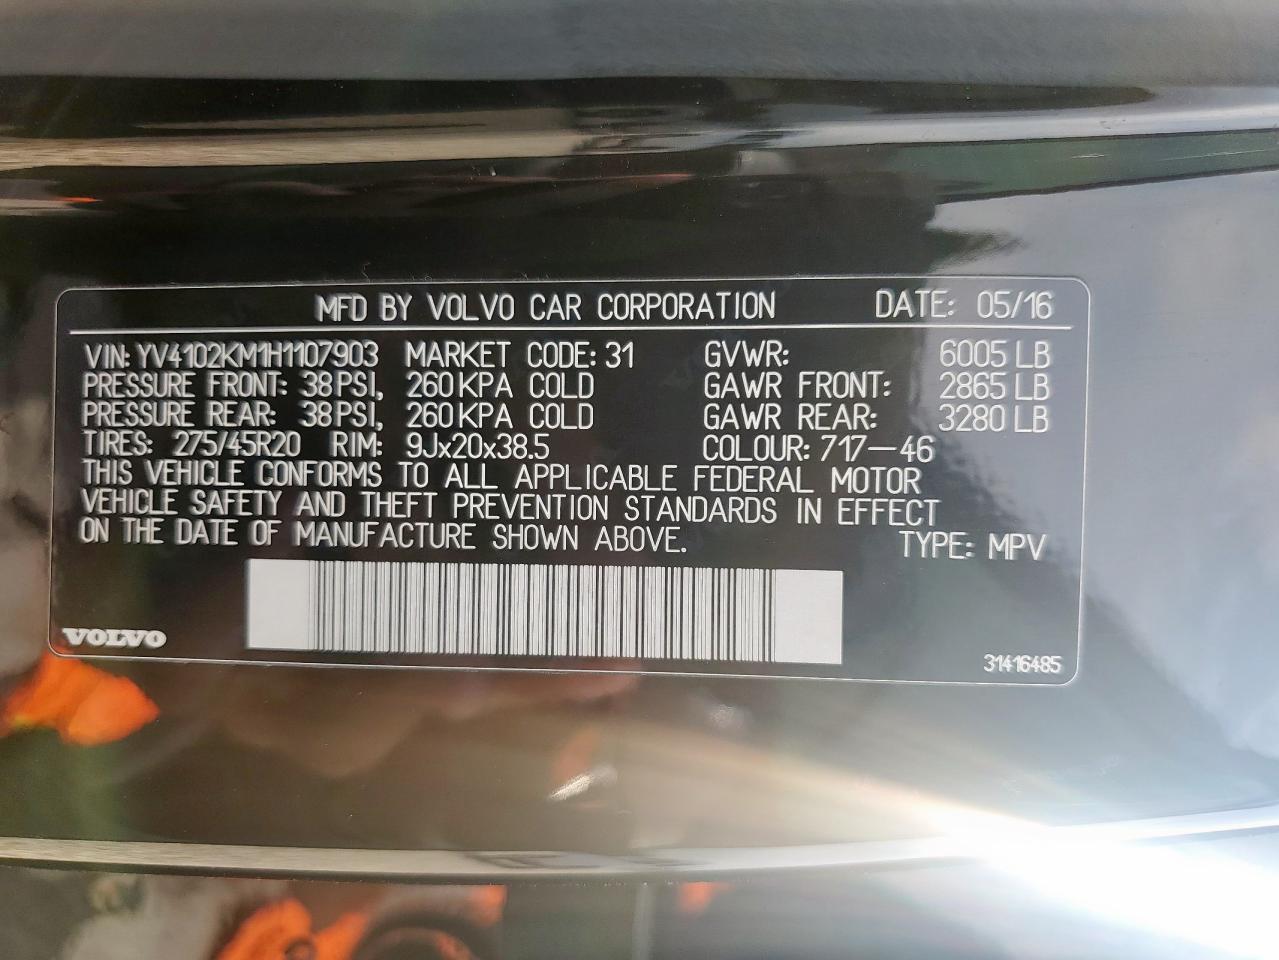 MFD BY VOLVO CAR CORPORATION DATE: 05/16
VIN: YV4102KM1H1107903 MARKET CODE: 31 GVWR: 6005 LB
PRESSURE FRONT: 38 PSI, 260 KPA COLD GAWR FRONT: 2865 LB
PRESSURE REAR: 38 PSI, 260 KPA COLD GAWR REAR: 3280 LB
TIRES: 275/45R20 RIM: 9Jx20x38.5 COLOUR: 717-46
THIS VEHICLE CONFORMS TO ALL APPLICABLE FEDERAL MOTOR
VEHICLE SAFETY AND THEFT PREVENTION STANDARDS IN EFFECT
ON THE DATE OF MANUFACTURE SHOWN ABOVE. TYPE: MPV
VOLVO
31416485